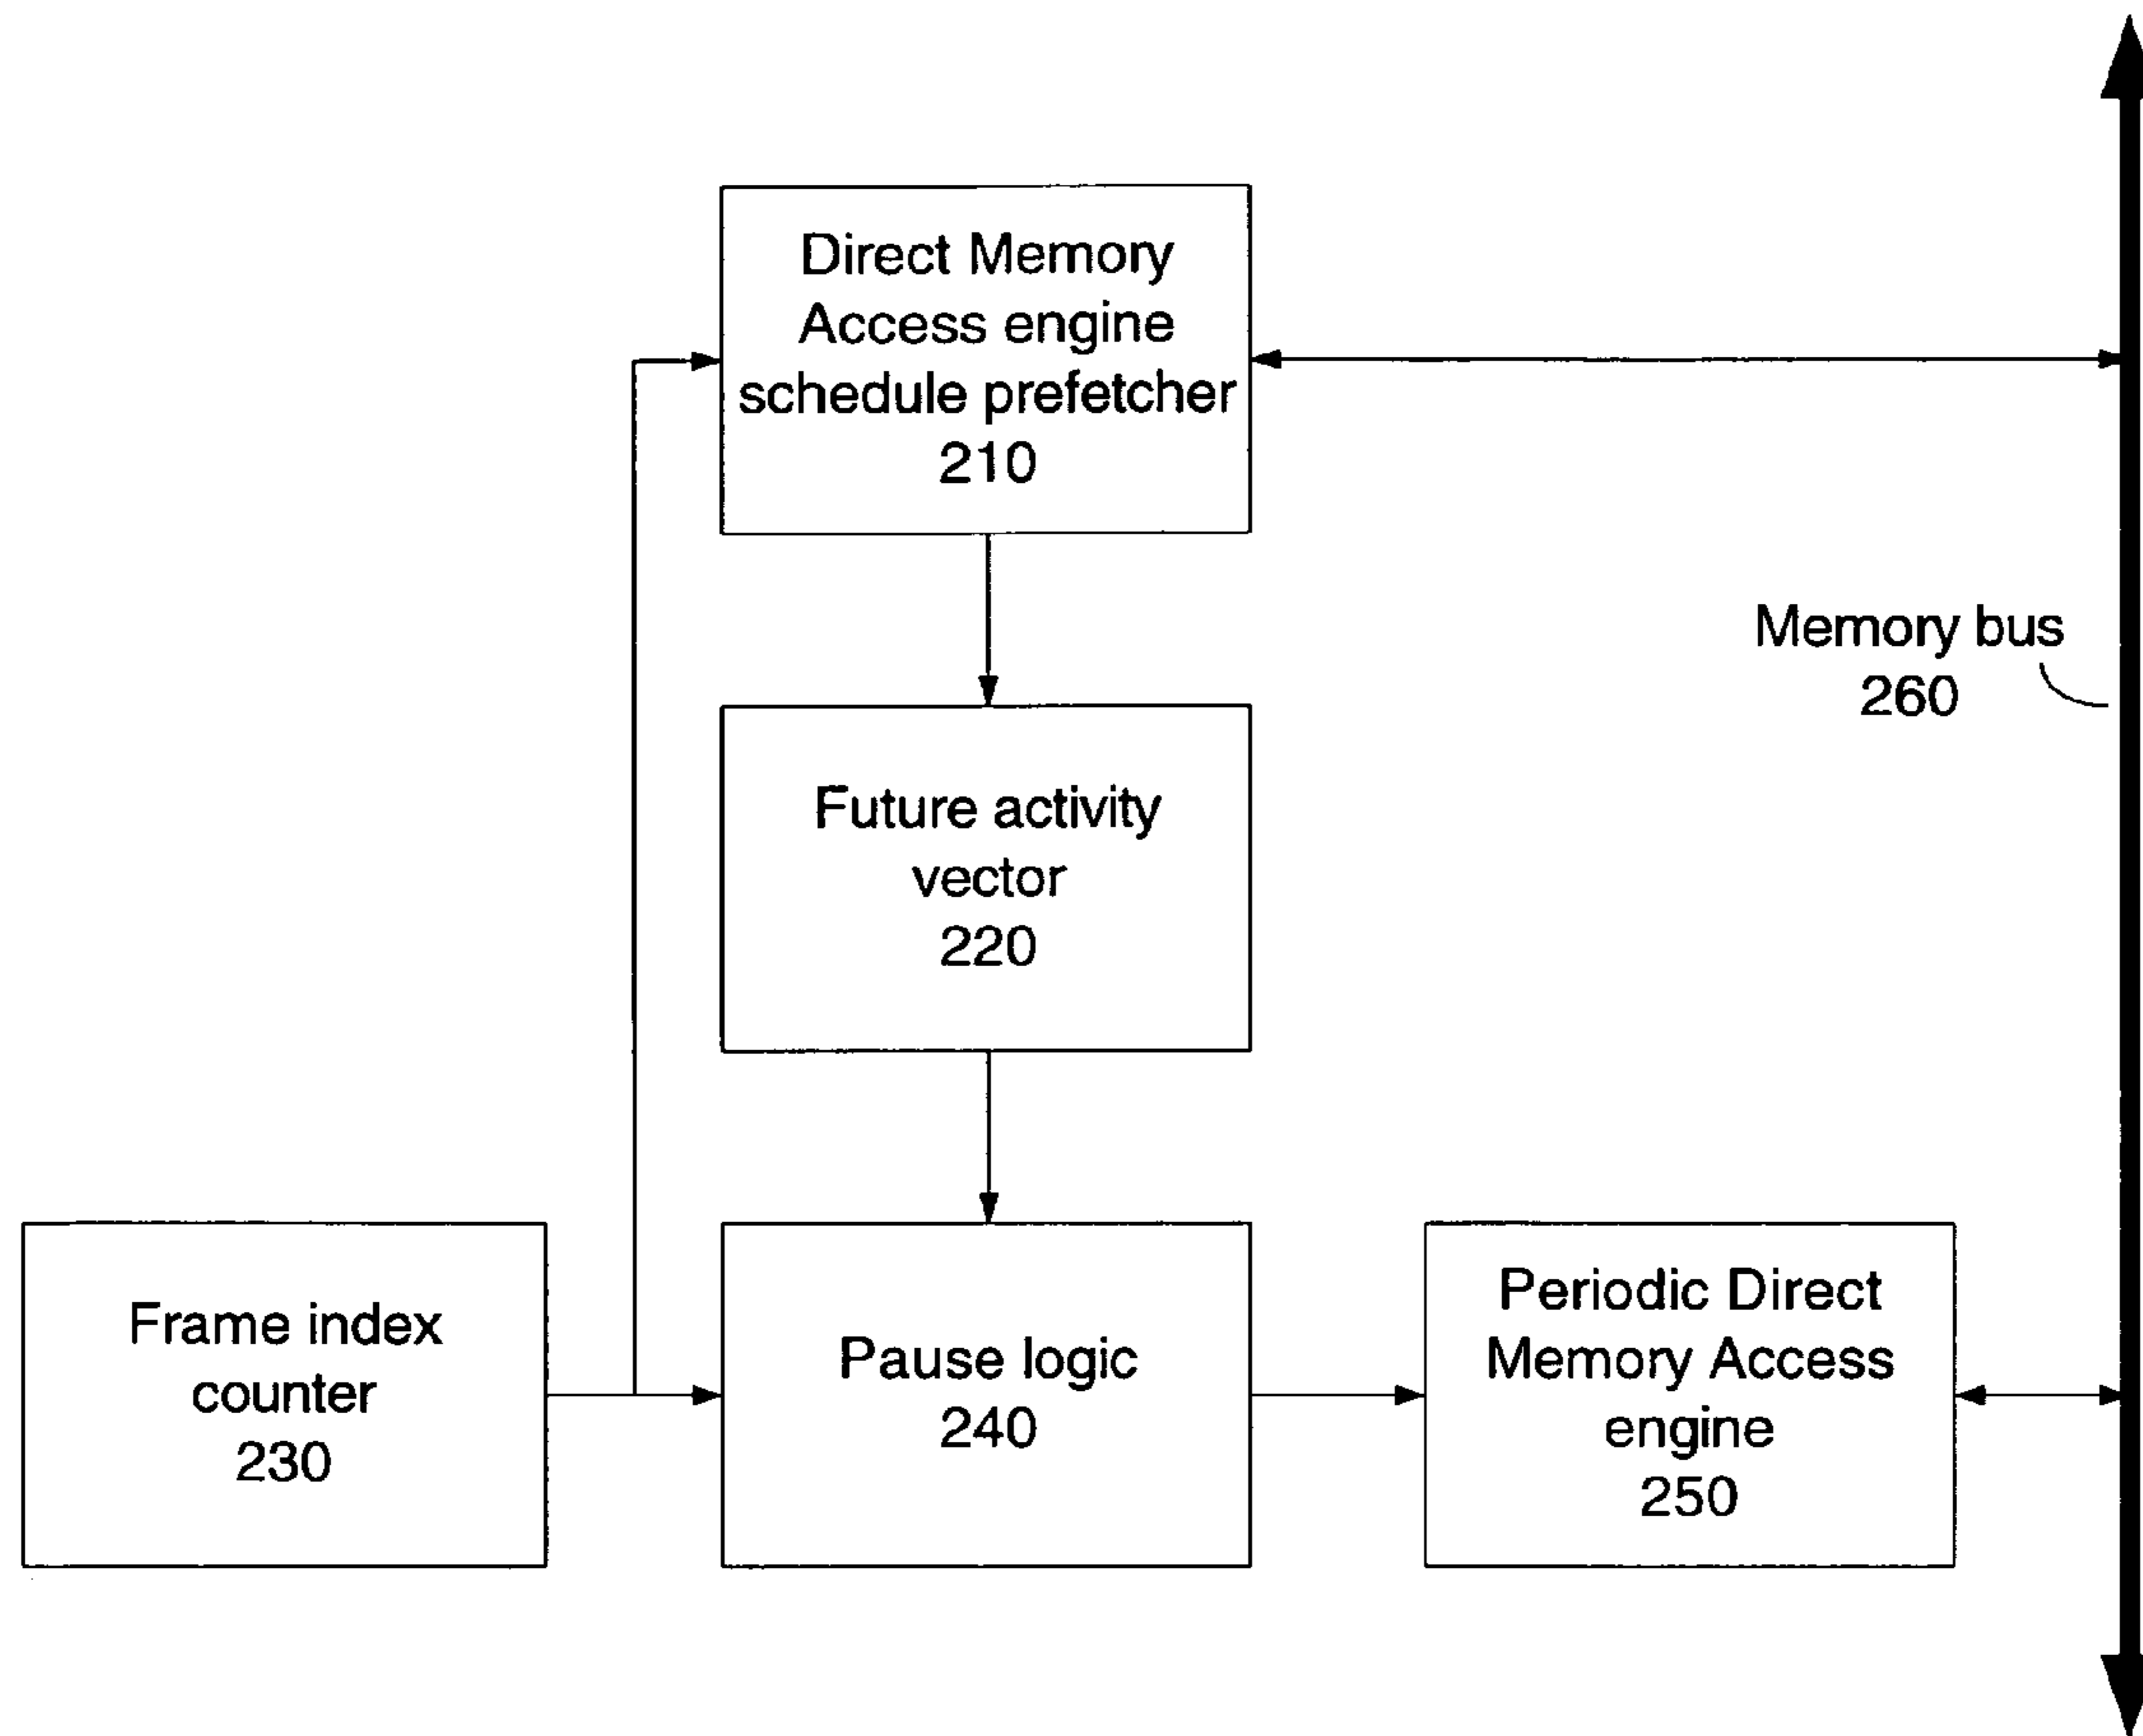 Direct Memory
Access engine
schedule prefetcher
210
Memory bus
260
Future activity
vector
220
Frame index
counter
230
Pause logic
240
Periodic Direct
Memory Access
engine
250